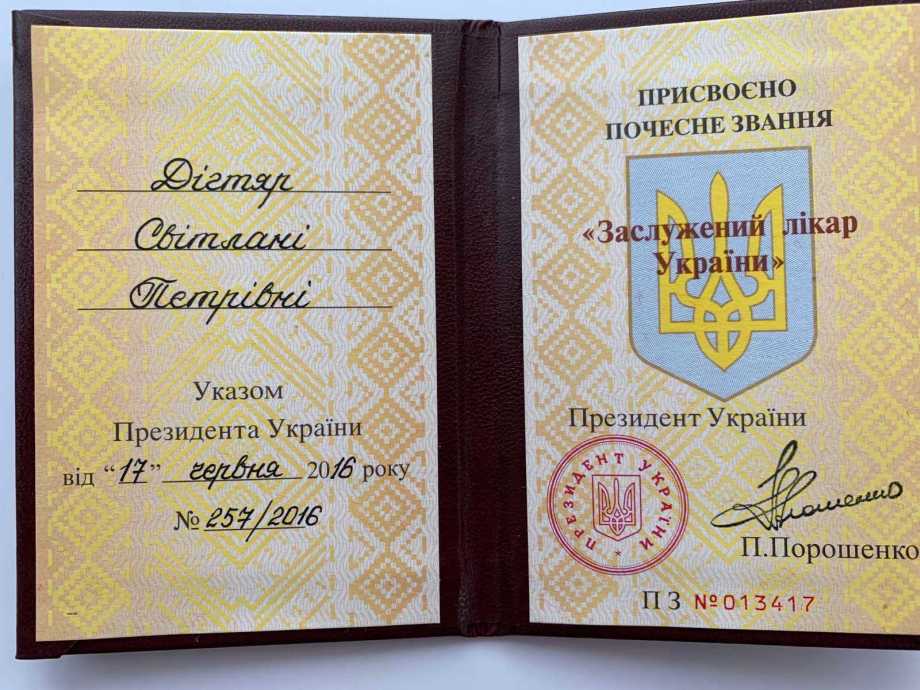 Дігтяр
Світлані
Петрівні
Указом
Президента України
від “17” червня 2016 року
№ 257/2016
ПРИСВОЄНО
ПОЧЕСНЕ ЗВАННЯ
«Заслужений лікар
України»
Президент України
ПРЕЗИДЕНТ УКРАЇНИ
П.Порошенко
ПЗ №013417